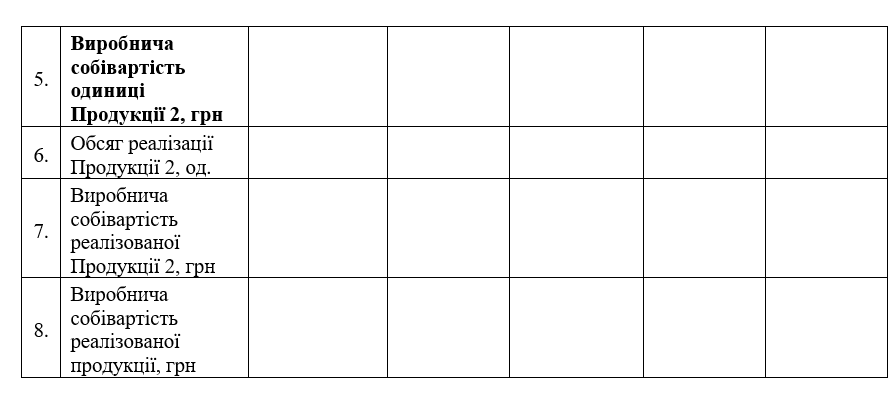 5.
Виробнича
собівартість
одиниці
Продукції 2, грн
6.
Обсяг реалізації
Продукції 2, од.
7.
Виробнича
собівартість
реалізованої
Продукції 2, грн
8.
Виробнича
собівартість
реалізованої
продукції, грн